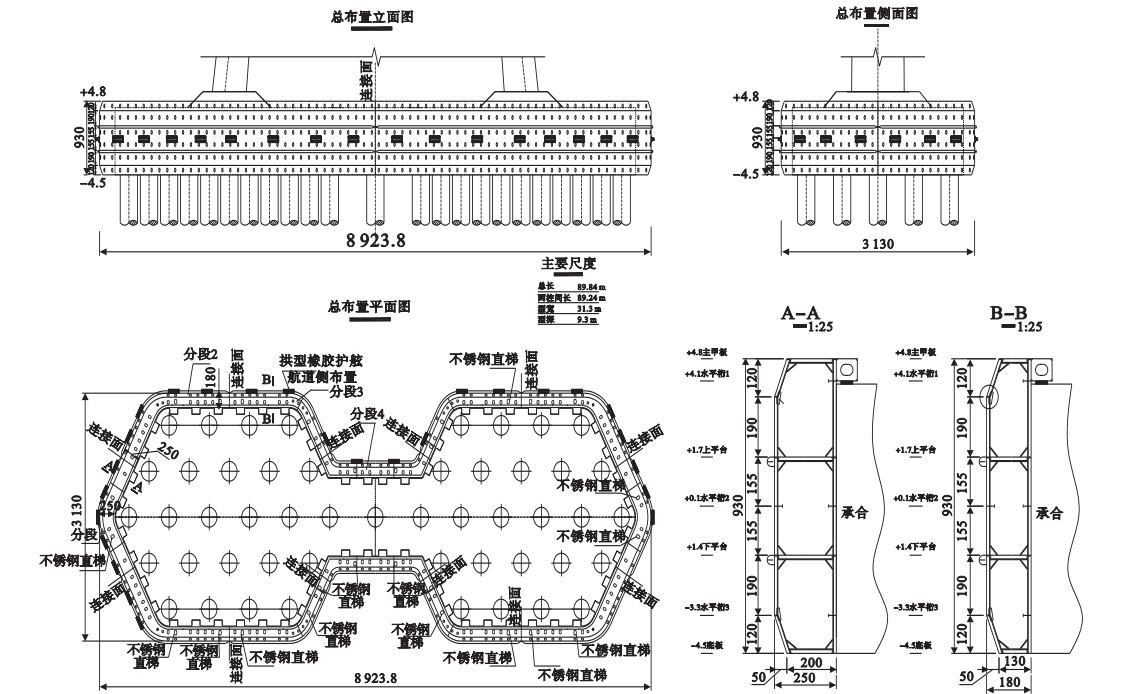 总布置立面图
连接面
+4.8
930
120
190
155
155
190
120
-4.5
8 923.8
总布置侧面图
+4.8
930
120
190
155
155
190
120
-4.5
3 130
主要尺度
总长 89.84 m
两柱间长 89.24 m
型宽 31.3 m
型深 9.3 m
总布置平面图
分段2
180
连接面
B
拱型橡胶护舷
航道侧布置
分段3
B
分段4
不锈钢直梯
连接面
连接面
250
A
A
250
3 130
连接面
连接面
连接面
不锈钢直梯
分段
不锈钢直梯
不锈钢直梯
连接面
连接面
不锈钢
直梯
不锈钢
直梯
连接面
连接面
连接面
不锈钢
直梯
不锈钢
直梯
不锈钢
直梯
不锈钢
直梯
连接面
不锈钢直梯
不锈钢直梯
不锈钢直梯
不锈钢直梯
8 923.8
A-A
1:25
+4.8主甲板
+4.1水平桁1
+1.7上平台
+0.1水平桁2
+1.4下平台
-3.3水平桁3
-4.5底板
930
120
190
155
155
190
120
承台
50
200
250
B-B
1:25
+4.8主甲板
+4.1水平桁1
+1.7上平台
+0.1水平桁2
+1.4下平台
-3.3水平桁3
-4.5底板
930
120
190
155
155
190
120
承台
50
130
180